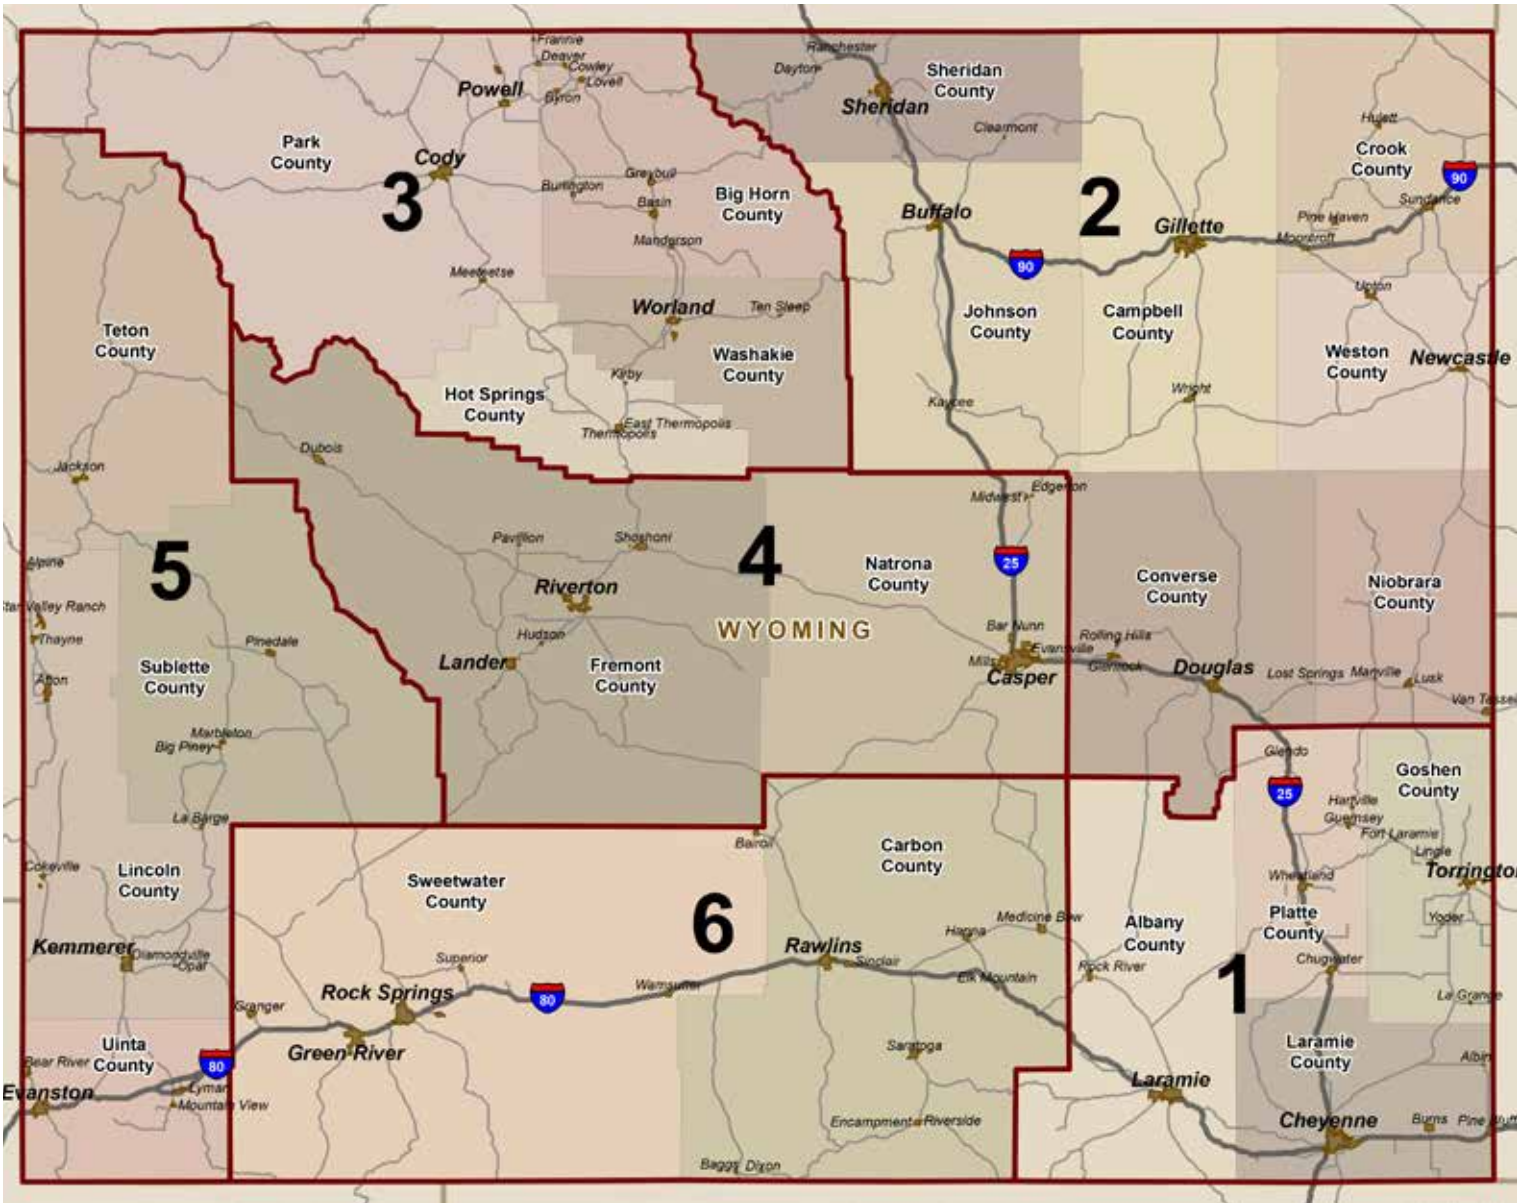 Frannie
Deaver
Cowley
Lovell
Byron
Powell
Park
County
Cody
3
Burlington
Greybull
Basin
Manderson
Big Horn
County
Meeteetse
Worland
Ten Sleep
Washakie
County
Kirby
Hot Springs
County
East Thermopolis
Thermopolis
Ranchester
Dayton
Sheridan
Sheridan
County
Clearmont
Buffalo
2
Gillette
90
Johnson
County
Campbell
County
Kaycee
Wright
Hulett
Crook
County
90
Sundance
Pine Haven
Moorcroft
Upton
Weston
County
Newcastle
Teton
County
Jackson
5
Alpine
Star Valley Ranch
Thayne
Afton
Pinedale
Sublette
County
Marbleton
Big Piney
La Barge
Cokeville
Lincoln
County
Kemmerer
Diamondville
Opal
Uinta
County
Bear River
80
Evanston
Lyman
Mountain View
Dubois
Pavillion
Shoshoni
4
Riverton
Hudson
Lander
Fremont
County
WYOMING
Natrona
County
Midwest
Edgerton
25
Bar Nunn
Evansville
Mills
Casper
Converse
County
Niobrara
County
Rolling Hills
Glenrock
Douglas
Lost Springs
Manville
Lusk
Van Tassell
Sweetwater
County
6
Bairoil
Carbon
County
Superior
Rock Springs
Granger
Green River
80
Wamsutter
Rawlins
Sinclair
Hanna
Medicine Bow
Elk Mountain
Saratoga
Encampment
Riverside
Baggs
Dixon
Glendo
25
Goshen
County
Hartville
Guernsey
Fort Laramie
Lingle
Torrington
Wheatland
Platte
County
Yoder
Albany
County
1
Rock River
Chugwater
La Grange
Laramie
County
Laramie
Albin
Cheyenne
Burns
Pine Bluff